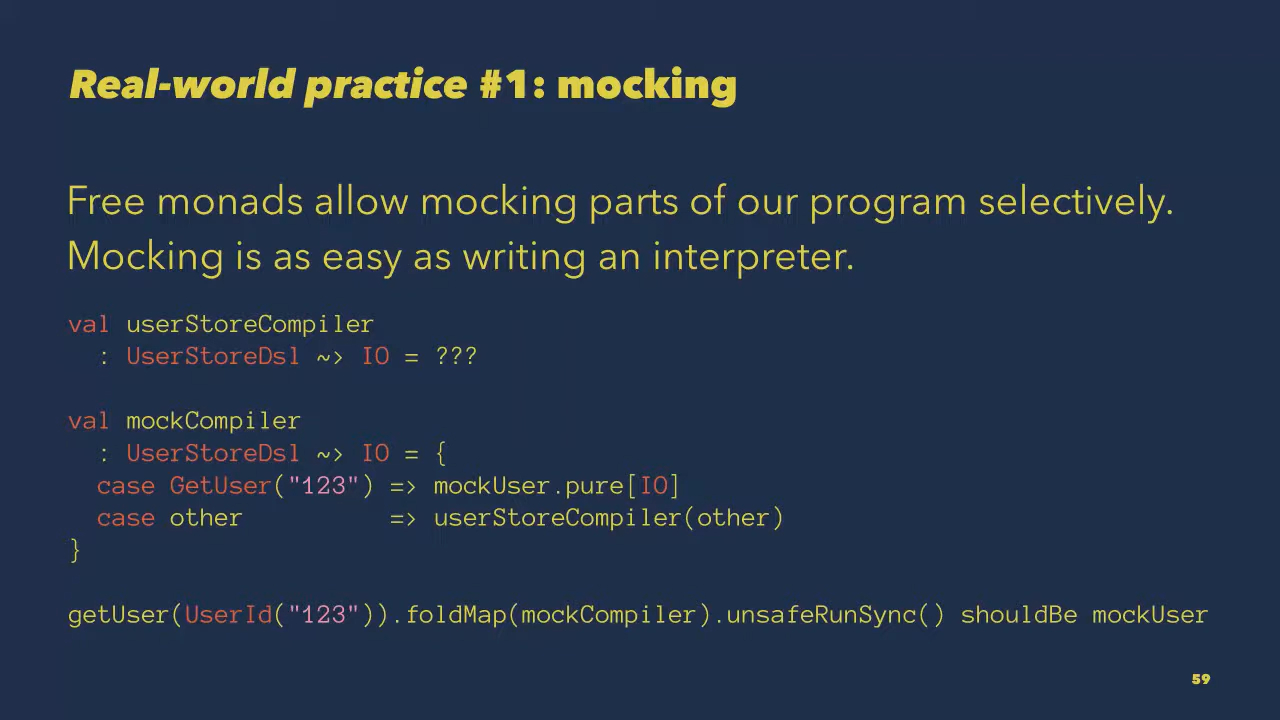 Real-world practice #1: mocking
Free monads allow mocking parts of our program selectively.
Mocking is as easy as writing an interpreter.
val userStoreCompiler
  : UserStoreDsl ~> IO = ???
val mockCompiler
  : UserStoreDsl ~> IO = {
  case GetUser("123") => mockUser.pure[IO]
  case other          => userStoreCompiler(other)
}
getUser(UserId("123")).foldMap(mockCompiler).unsafeRunSync() shouldBe mockUser
59